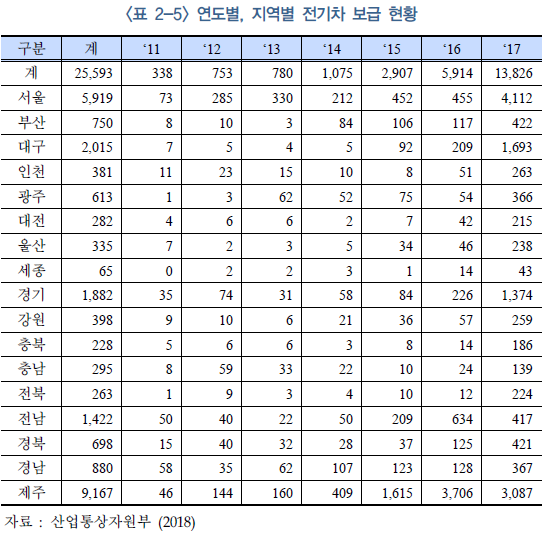 <표 2-5> 연도별, 지역별 전기차 보급 현황
구분 계 ‘11 ‘12 ‘13 ‘14 ‘15 ‘16 ‘17
계 25,593 338 753 780 1,075 2,907 5,914 13,826
서울 5,919 73 285 330 212 452 455 4,112
부산 750 8 10 3 84 106 117 422
대구 2,015 7 5 4 5 92 209 1,693
인천 381 11 23 15 10 8 51 263
광주 613 1 3 62 52 75 54 366
대전 282 4 6 6 2 7 42 215
울산 335 7 2 3 5 34 46 238
세종 65 0 2 2 3 1 14 43
경기 1,882 35 74 31 58 84 226 1,374
강원 398 9 10 6 21 36 57 259
충북 228 5 6 6 3 8 14 186
충남 295 8 59 33 22 10 24 139
전북 263 1 9 3 4 10 12 224
전남 1,422 50 40 22 50 209 634 417
경북 698 15 40 32 28 37 125 421
경남 880 58 35 62 107 123 128 367
제주 9,167 46 144 160 409 1,615 3,706 3,087
자료 : 산업통상자원부 (2018)